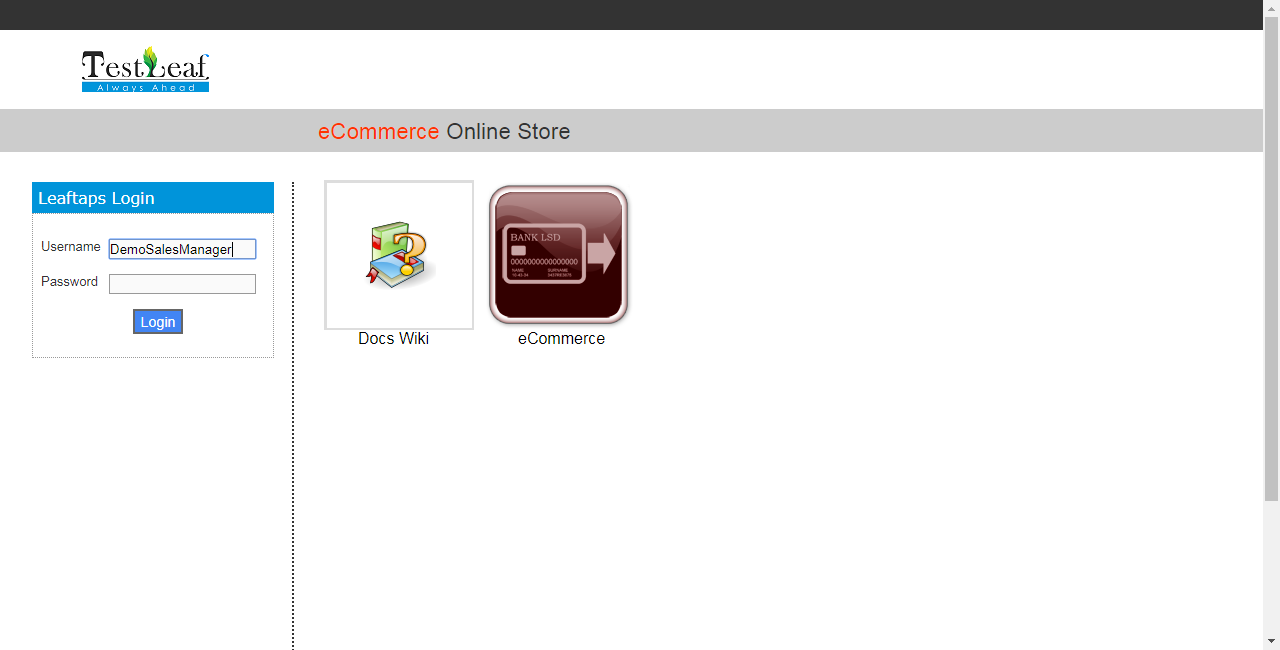 TestLeaf
Always Ahead
eCommerce Online Store
Leaftaps Login
Username DemoSalesManager
Password
Login
BANK LSD
0000000000000000
NAME SURNAME
Docs Wiki
eCommerce